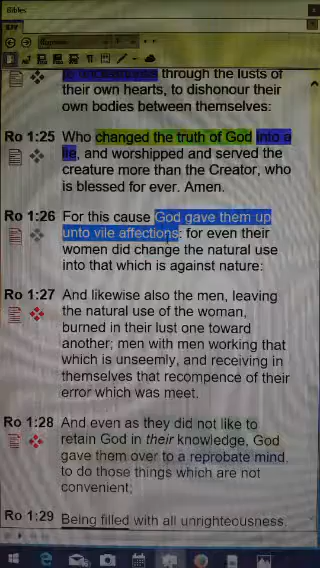 Bibles
KJV
to uncleanness through the lusts of
their own hearts, to dishonour their
own bodies between themselves:
Ro 1:25 Who changed the truth of God into a
lie, and worshipped and served the
creature more than the Creator, who
is blessed for ever. Amen.
Ro 1:26 For this cause God gave them up
unto vile affections: for even their
women did change the natural use
into that which is against nature:
Ro 1:27 And likewise also the men, leaving
the natural use of the woman,
burned in their lust one toward
another; men with men working that
which is unseemly, and receiving in
themselves that recompence of their
error which was meet.
Ro 1:28 And even as they did not like to
retain God in their knowledge, God
gave them over to a reprobate mind,
to do those things which are not
convenient;
Ro 1:29 Being filled with all unrighteousness,